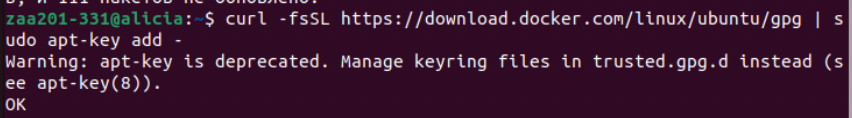 zaa201-331@alicia:~$ curl -fsSL https://download.docker.com/linux/ubuntu/gpg | s
udo apt-key add -
Warning: apt-key is deprecated. Manage keyring files in trusted.gpg.d instead (s
ee apt-key(8)).
OK